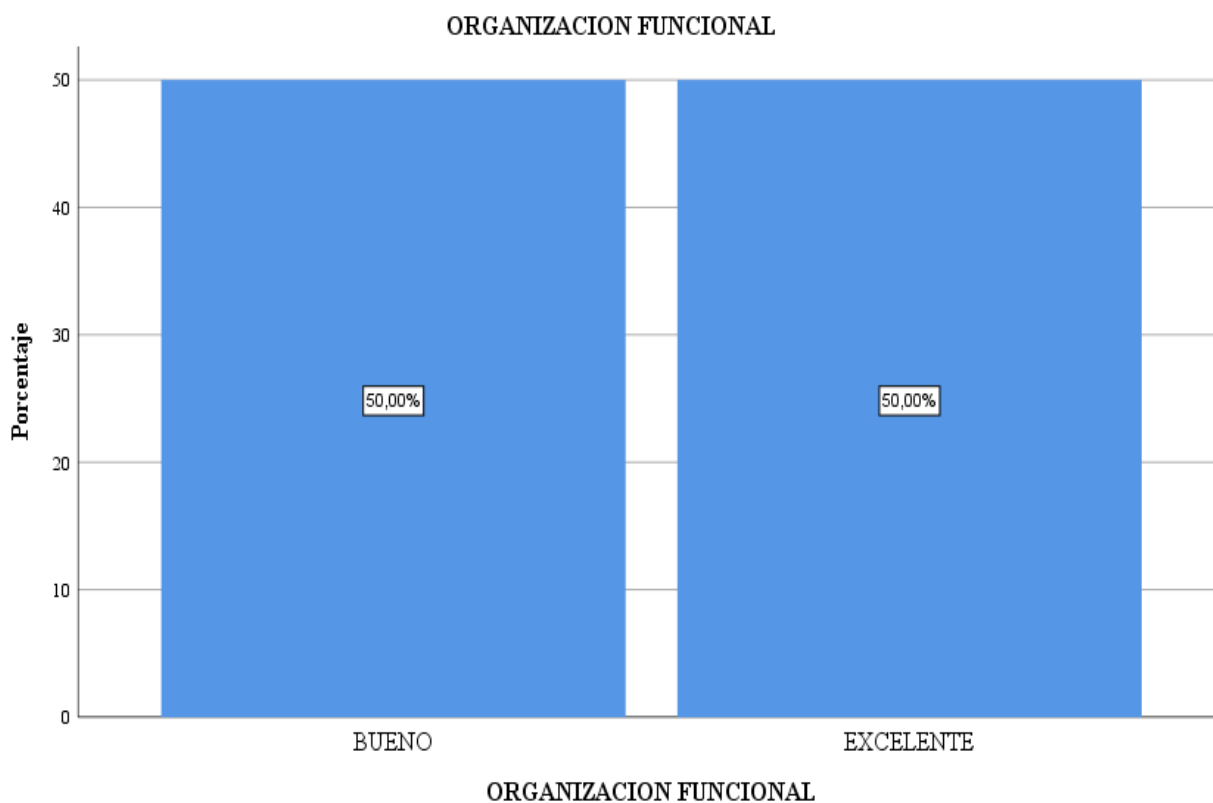 ORGANIZACION FUNCIONAL
Porcentaje
50
40
30
20
10
0
50,00%
50,00%
BUENO
EXCELENTE
ORGANIZACION FUNCIONAL